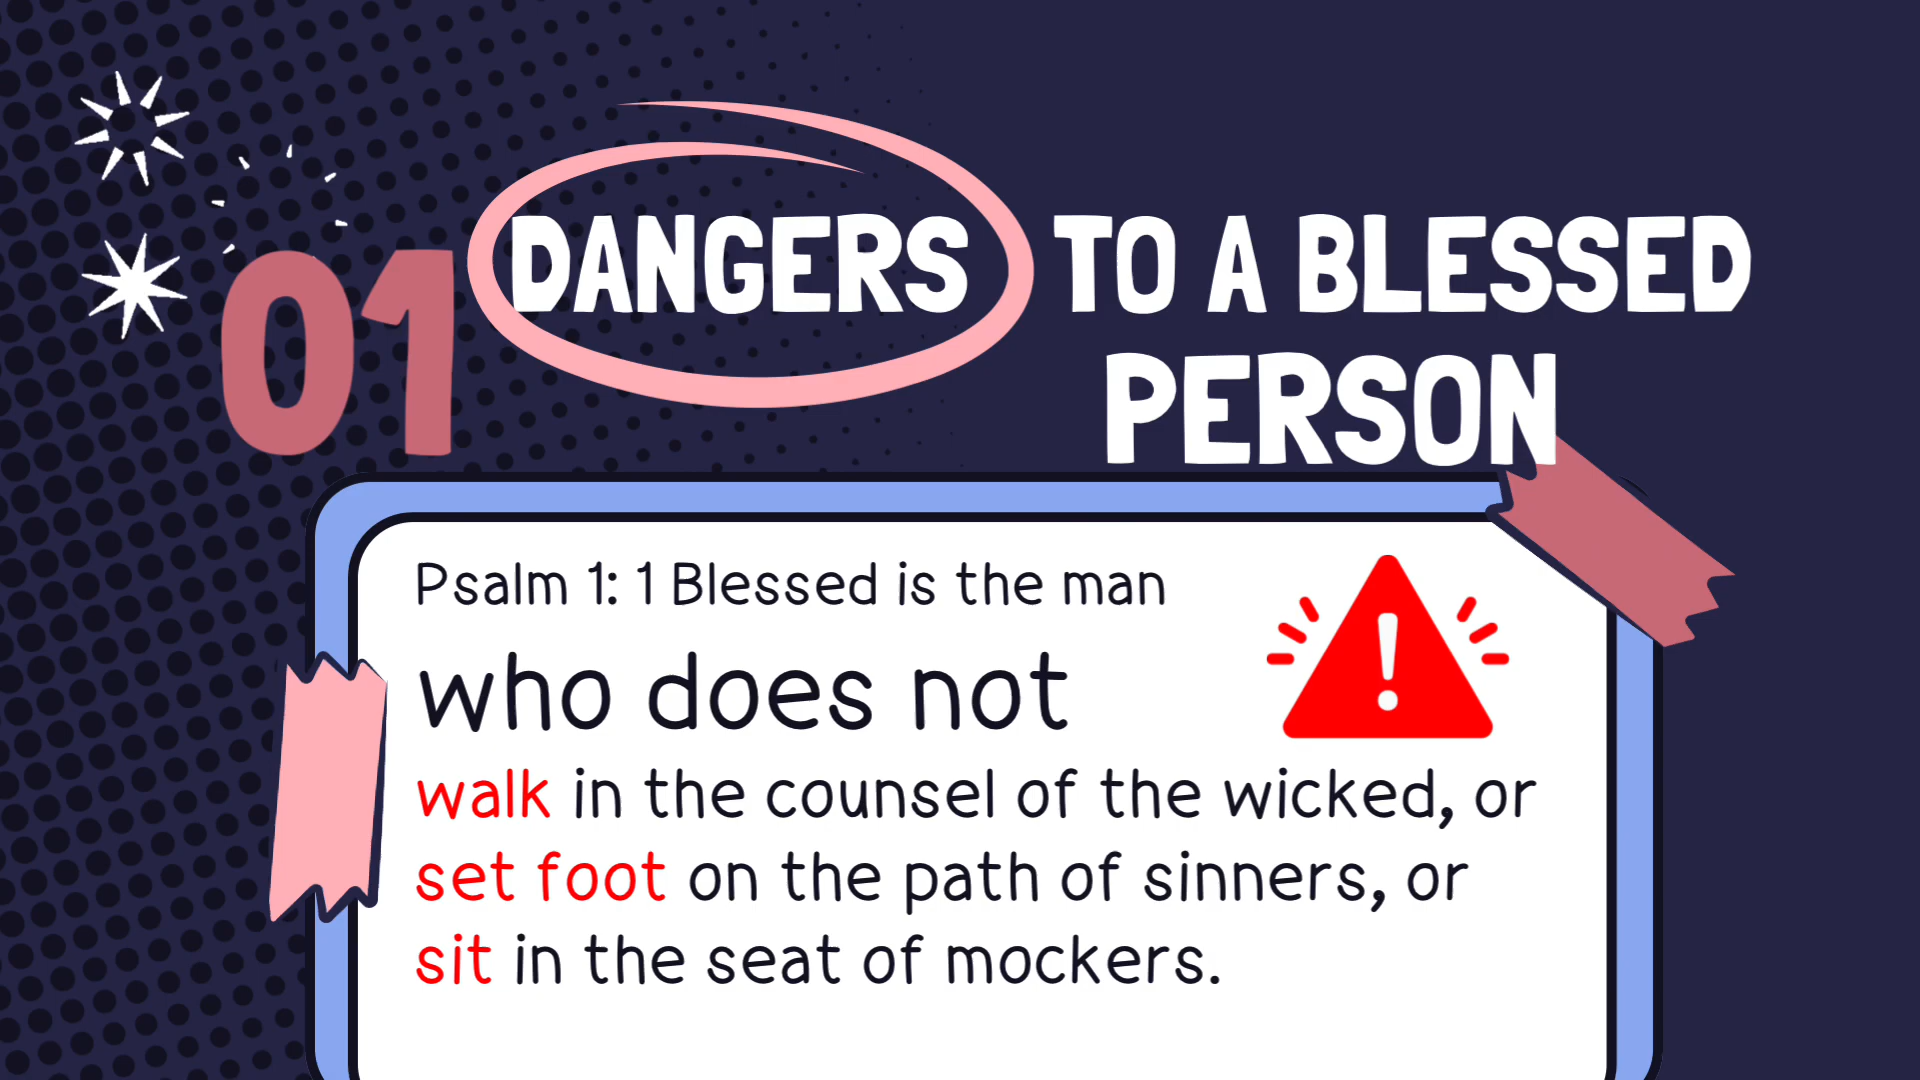 01
DANGERS TO A BLESSED
PERSON
Psalm 1: 1 Blessed is the man
who does not
walk in the counsel of the wicked, or
set foot on the path of sinners, or
sit in the seat of mockers.